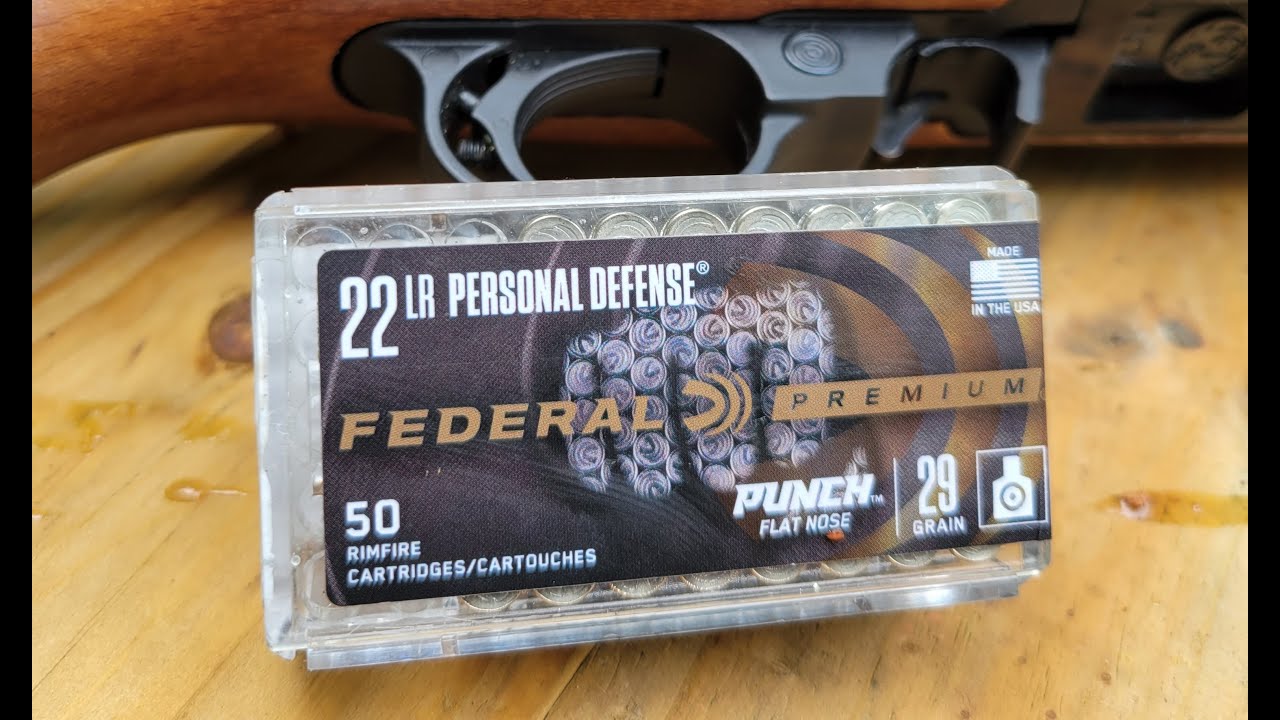 22 LR PERSONAL DEFENSE®
MADE
IN THE USA
FEDERAL PREMIUM
50
RIMFIRE
CARTRIDGES/CARTOUCHES
PUNCH™
FLAT NOSE
29
GRAIN